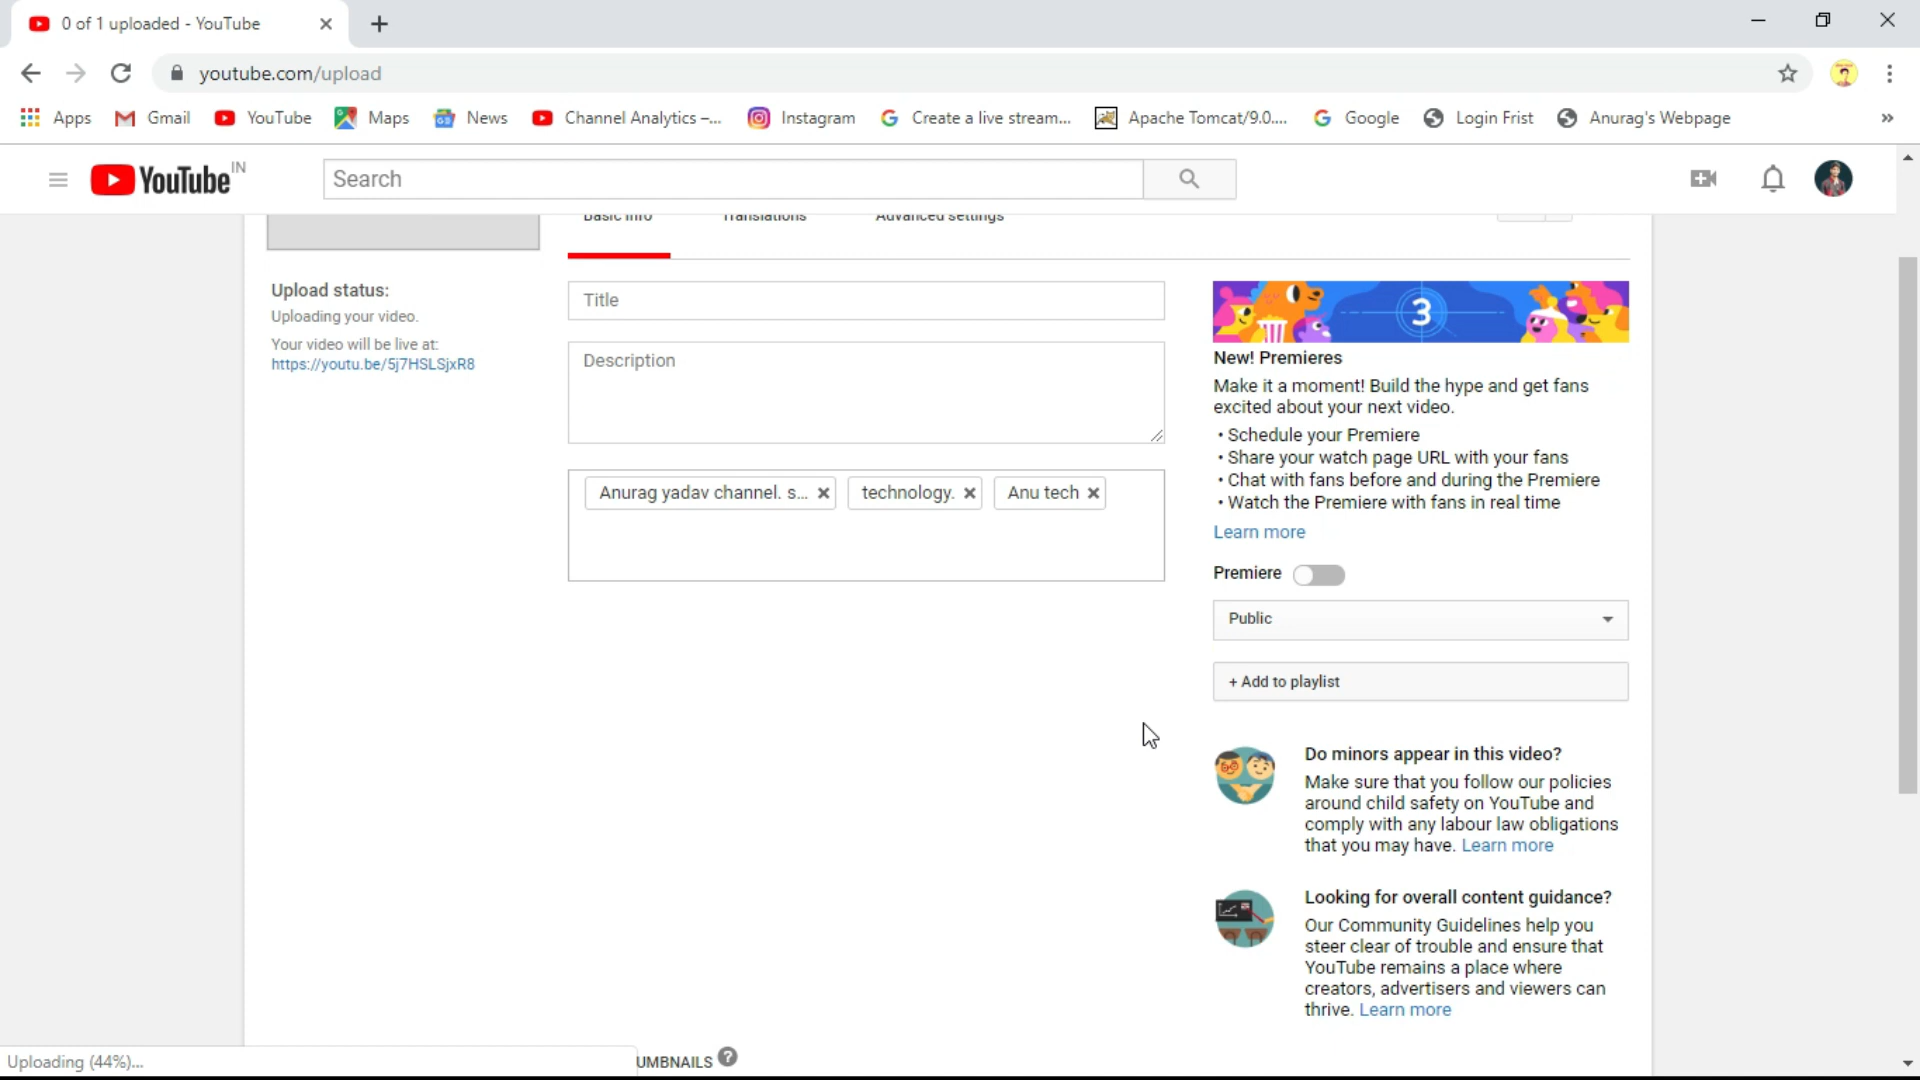 0 of 1 uploaded - YouTube
youtube.com/upload
Apps
Gmail
YouTube
Maps
News
Channel Analytics –...
Instagram
Create a live stream...
Apache Tomcat/9.0....
Google
Login Frist
Anurag's Webpage
»
YouTube IN
Search
Basic info
Translations
Advanced settings
Upload status:
Uploading your video.
Your video will be live at:
https://youtu.be/5j7HSLSjxR8
Title
Description
Anurag yadav channel. s...
technology.
Anu tech
3
New! Premieres
Make it a moment! Build the hype and get fans
excited about your next video.
• Schedule your Premiere
• Share your watch page URL with your fans
• Chat with fans before and during the Premiere
• Watch the Premiere with fans in real time
Learn more
Premiere
Public
+ Add to playlist
Do minors appear in this video?
Make sure that you follow our policies
around child safety on YouTube and
comply with any labour law obligations
that you may have. Learn more
Looking for overall content guidance?
Our Community Guidelines help you
steer clear of trouble and ensure that
YouTube remains a place where
creators, advertisers and viewers can
thrive. Learn more
Uploading (44%)...
UMBNAILS ?